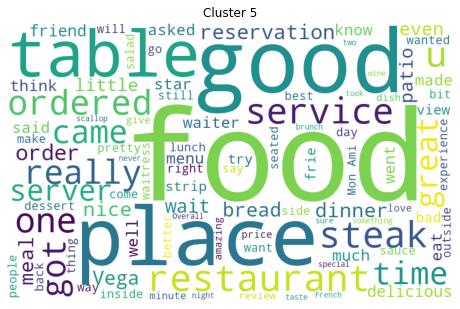 Cluster 5
friend
will
asked
reservation
know
even
table
good
u
salad
go
two
wanted
made
think
little
star
still
best
wine
took
dish
patio
bit
view
ordered
came
service
said
scallop
give
waiter
brunch
day
make
pretty
lunch
seated
frie
Mon Ami
went
great
experience
order
never
waitress
food
menu
try
right
say
really
strip
server
come
one
dessert
nice
wait
bread
side
dinner
sure
love
bad
eat
outside
got
meal
place
well
better
Overall
amazing
price
want
special
steak
something
much
sauce
people
back
thing
way
Vega
inside
minute
night
restaurant
review
taste
French
time
delicious